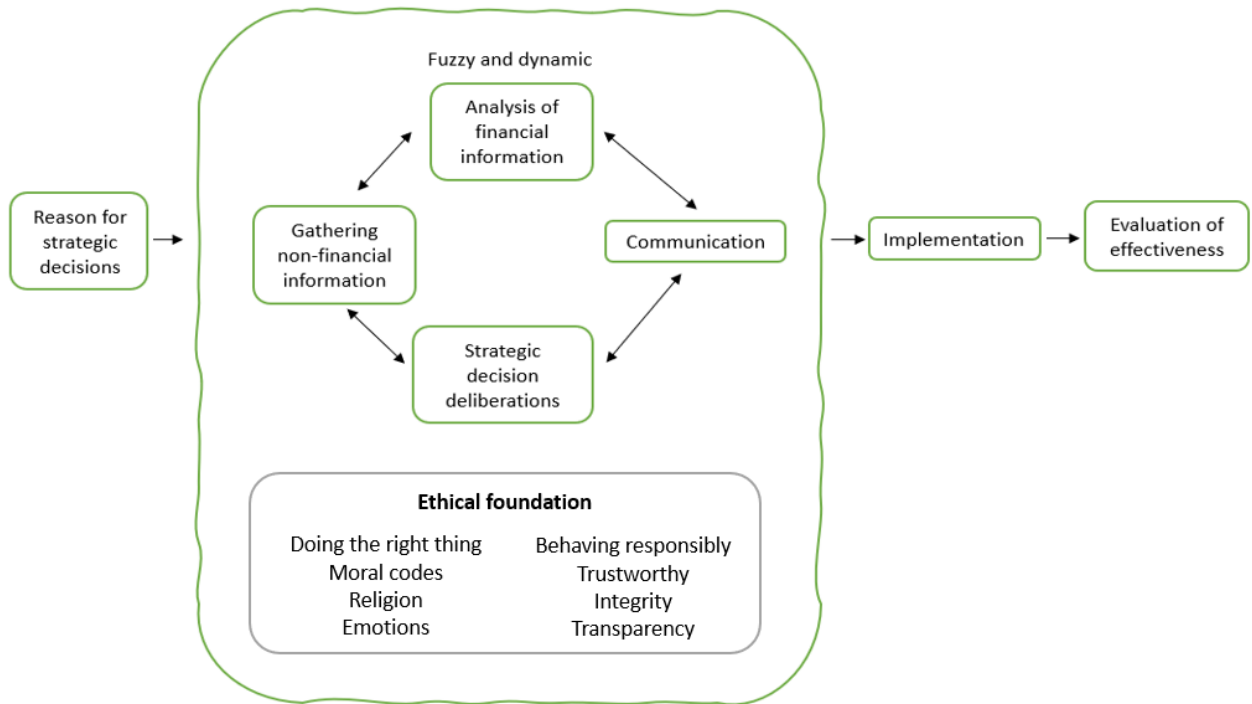 Fuzzy and dynamic
Analysis of
financial
information
Reason for
strategic
decisions
Gathering
non-financial
information
Communication
Implementation
Evaluation of
effectiveness
Strategic
decision
deliberations
Ethical foundation
Doing the right thing
Moral codes
Religion
Emotions
Behaving responsibly
Trustworthy
Integrity
Transparency